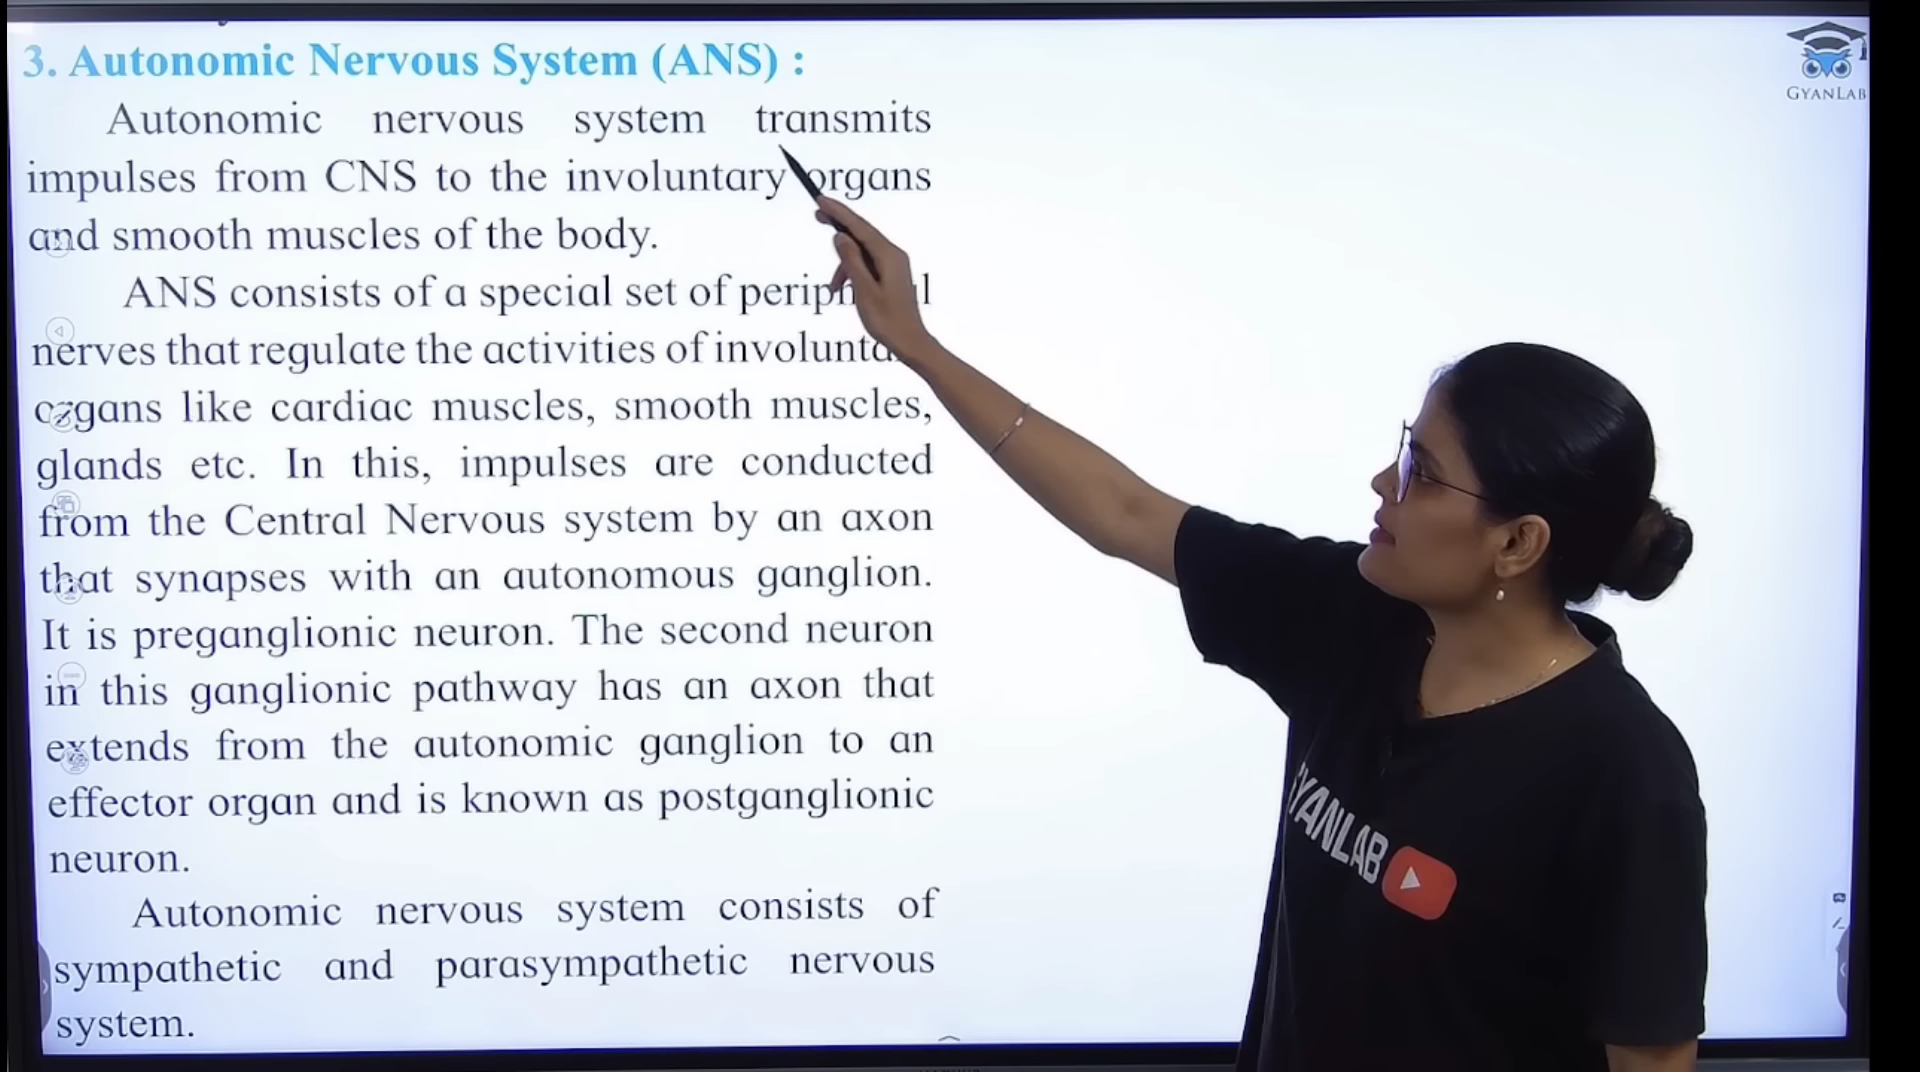 3. Autonomic Nervous System (ANS) :
Autonomic nervous system transmits
impulses from CNS to the involuntary organs
and smooth muscles of the body.
ANS consists of a special set of
nerves that regulate the activities of
organs like cardiac muscles, smooth muscles,
glands etc. In this, impulses are conducted
from the Central Nervous system by an axon
that synapses with an autonomous ganglion.
It is preganglionic neuron. The second neuron
in this ganglionic pathway has an axon that
extends from the autonomic ganglion to an
effector organ and is known as postganglionic
neuron.
Autonomic nervous system consists of
sympathetic and parasympathetic nervous
system.
GYANLAB
YANLAB